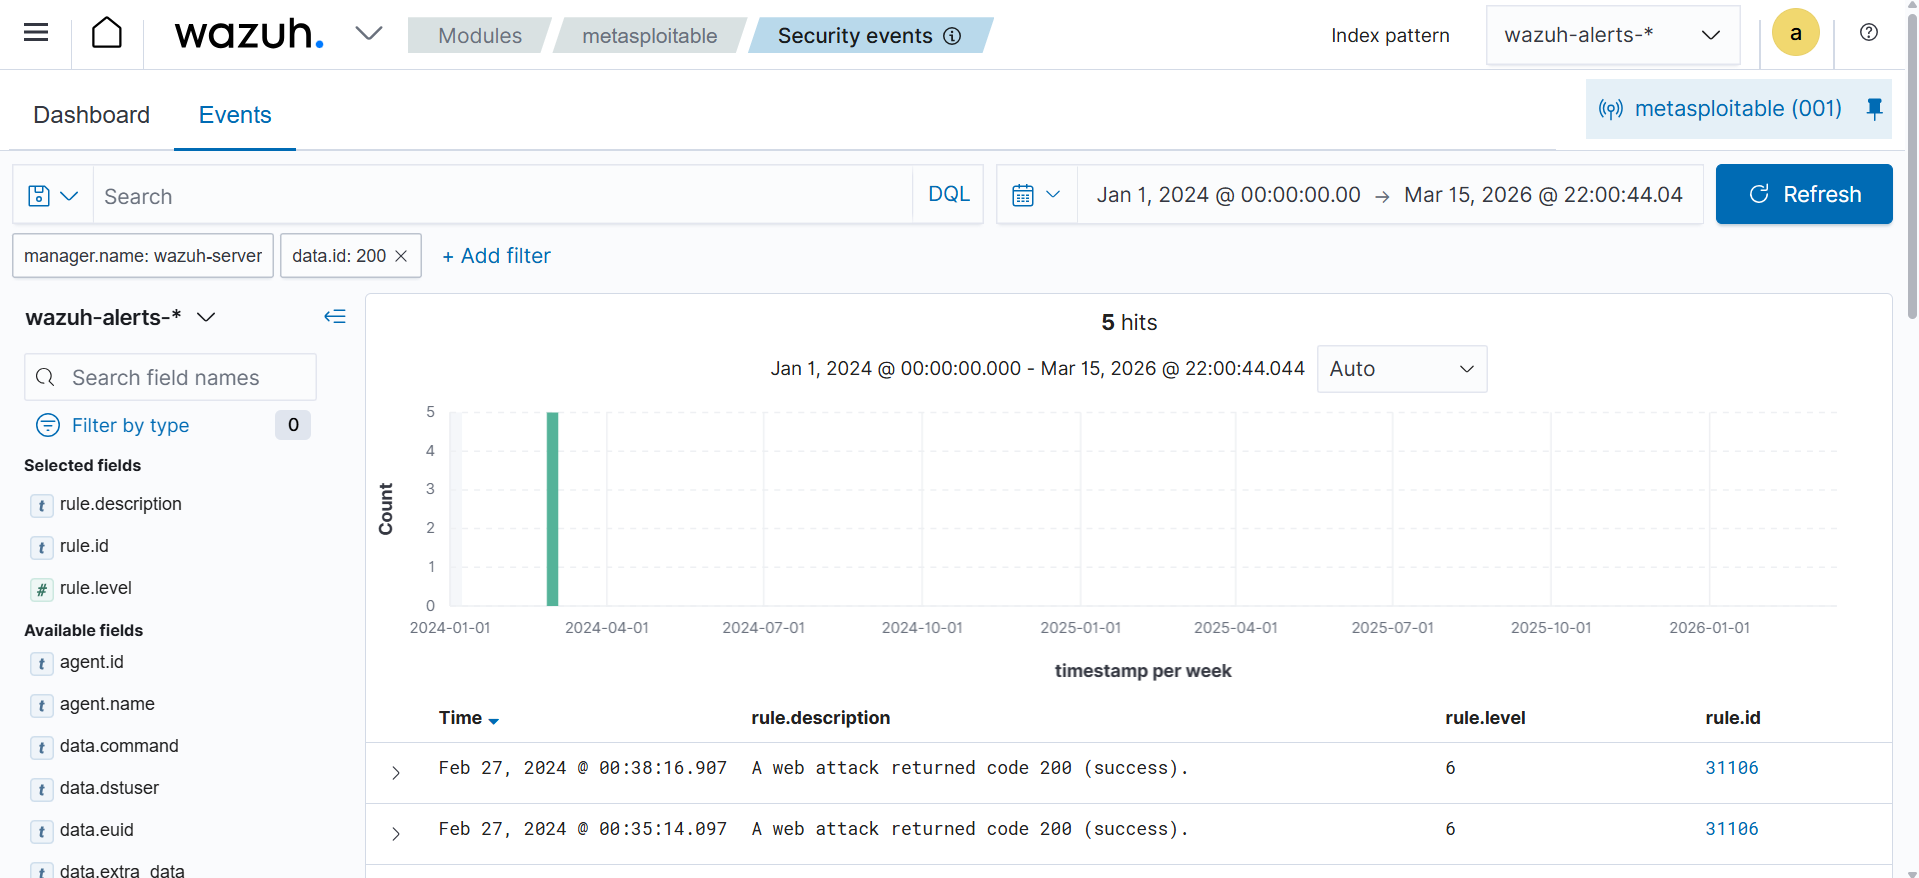 wazuh.
Modules
metasploitable
Security events
Index pattern
wazuh-alerts-*
a
Dashboard
Events
metasploitable (001)
Search
DQL
Jan 1, 2024 @ 00:00:00.00 → Mar 15, 2026 @ 22:00:44.04
Refresh
manager.name: wazuh-server
data.id: 200
+ Add filter
wazuh-alerts-*
Search field names
Filter by type
0
Selected fields
t rule.description
t rule.id
# rule.level
Available fields
t agent.id
t agent.name
t data.command
t data.dstuser
t data.euid
t data.extra_data
5 hits
Jan 1, 2024 @ 00:00:00.000 - Mar 15, 2026 @ 22:00:44.044
Auto
Count
5
4
3
2
1
0
2024-01-01 2024-04-01 2024-07-01 2024-10-01 2025-01-01 2025-04-01 2025-07-01 2025-10-01 2026-01-01
timestamp per week
Time rule.description rule.level rule.id
Feb 27, 2024 @ 00:38:16.907 A web attack returned code 200 (success). 6 31106
Feb 27, 2024 @ 00:35:14.097 A web attack returned code 200 (success). 6 31106